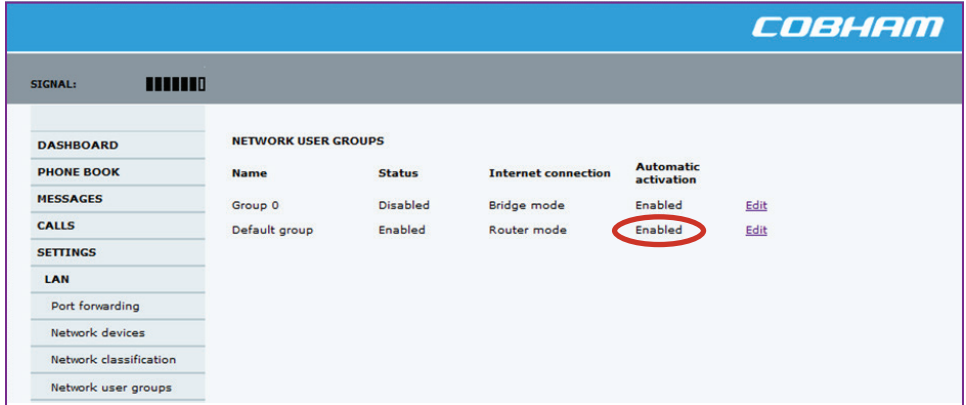 COBHAM
SIGNAL:
DASHBOARD
PHONE BOOK
MESSAGES
CALLS
SETTINGS
LAN
Port forwarding
Network devices
Network classification
Network user groups
NETWORK USER GROUPS
Name Status Internet connection Automatic activation
Group 0 Disabled Bridge mode Enabled Edit
Default group Enabled Router mode Enabled Edit